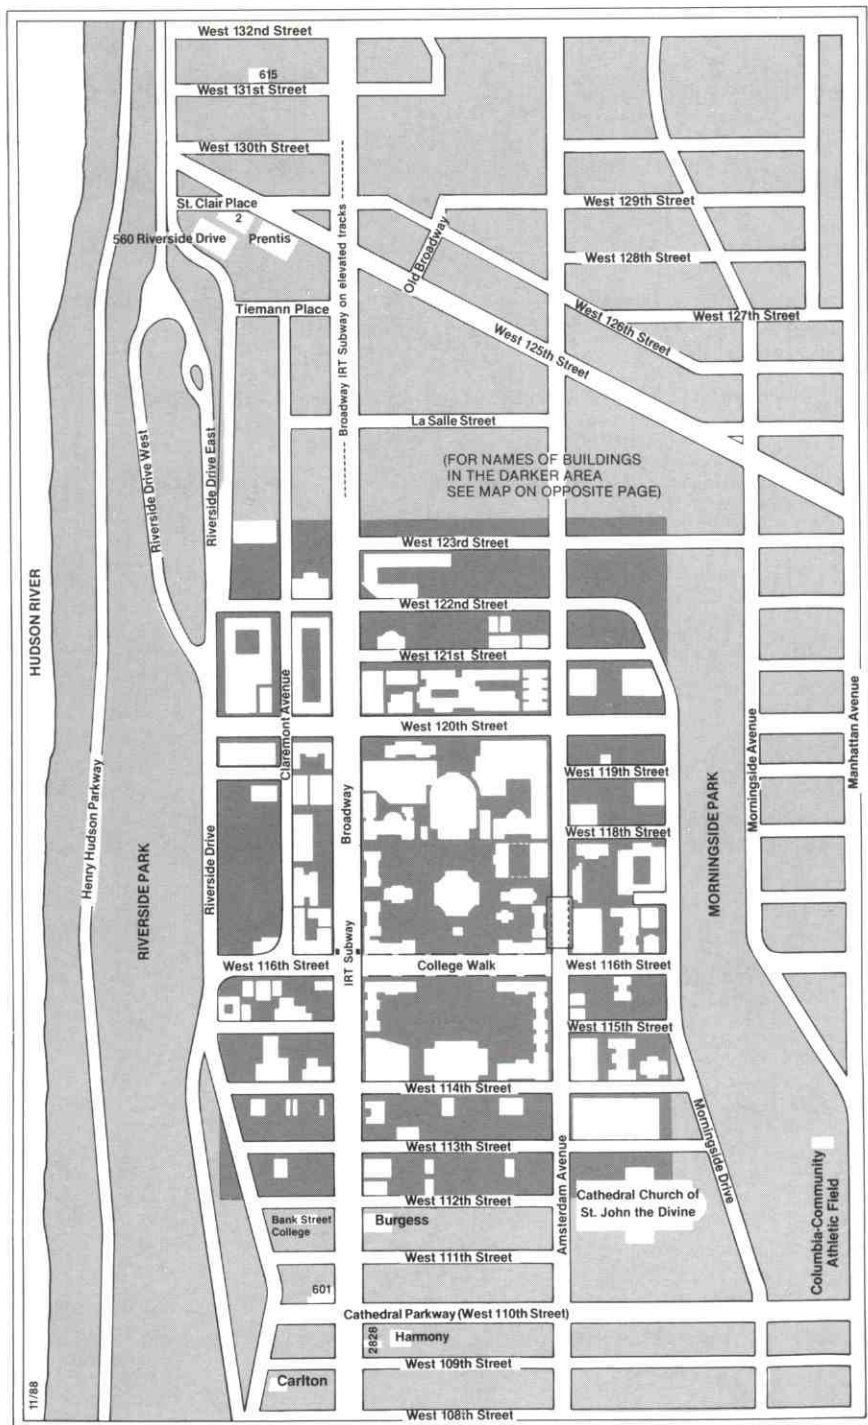 West 132nd Street
615
West 131st Street
West 130th Street
St. Clair Place
2
560 Riverside Drive
Prentis
Tiemann Place
Broadway IRT Subway on elevated tracks
Old Broadway
West 129th Street
West 128th Street
West 127th Street
West 126th Street
West 125th Street
La Salle Street
(FOR NAMES OF BUILDINGS
IN THE DARKER AREA
SEE MAP ON OPPOSITE PAGE)
Riverside Drive West
Riverside Drive East
West 123rd Street
West 122nd Street
West 121st Street
West 120th Street
West 119th Street
West 118th Street
HUDSON RIVER
Henry Hudson Parkway
RIVERSIDE PARK
Riverside Drive
Claremont Avenue
Broadway
IRT Subway
MORNINGSIDE PARK
Morningside Avenue
Manhattan Avenue
West 116th Street
College Walk
West 116th Street
West 115th Street
West 114th Street
West 113th Street
West 112th Street
Amsterdam Avenue
Morningside Drive
Cathedral Church of
St. John the Divine
Columbia-Community
Athletic Field
Bank Street
College
Burgess
West 111th Street
601
Cathedral Parkway (West 110th Street)
2828
Harmony
West 109th Street
Carlton
West 108th Street
11/88